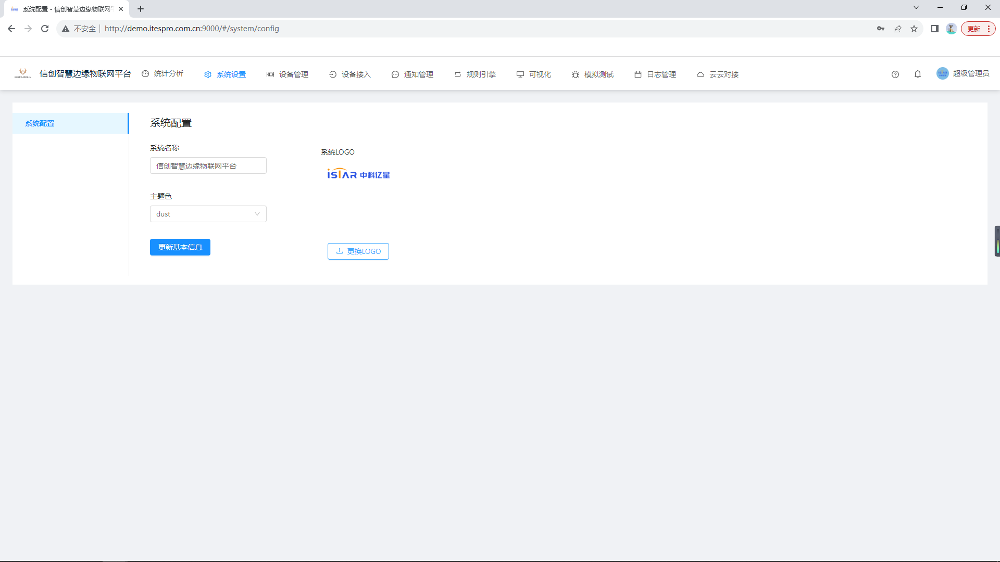 系统配置 - 信创智慧边缘物联网
不安全 http://demo.itespro.com.cn:9000/#/system/config
更新
信创智慧边缘物联网平台
统计分析
系统设置
设备管理
设备接入
通知管理
规则引擎
可视化
模拟测试
日志管理
云云对接
超级管理员
系统配置
系统配置
系统名称
信创智慧边缘物联网平台
主题色
dust
更新基本信息
系统LOGO
iSTAR 中科亿星
更换LOGO